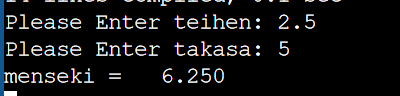 Please Enter teihen: 2.5
Please Enter takasa: 5
menseki =   6.250